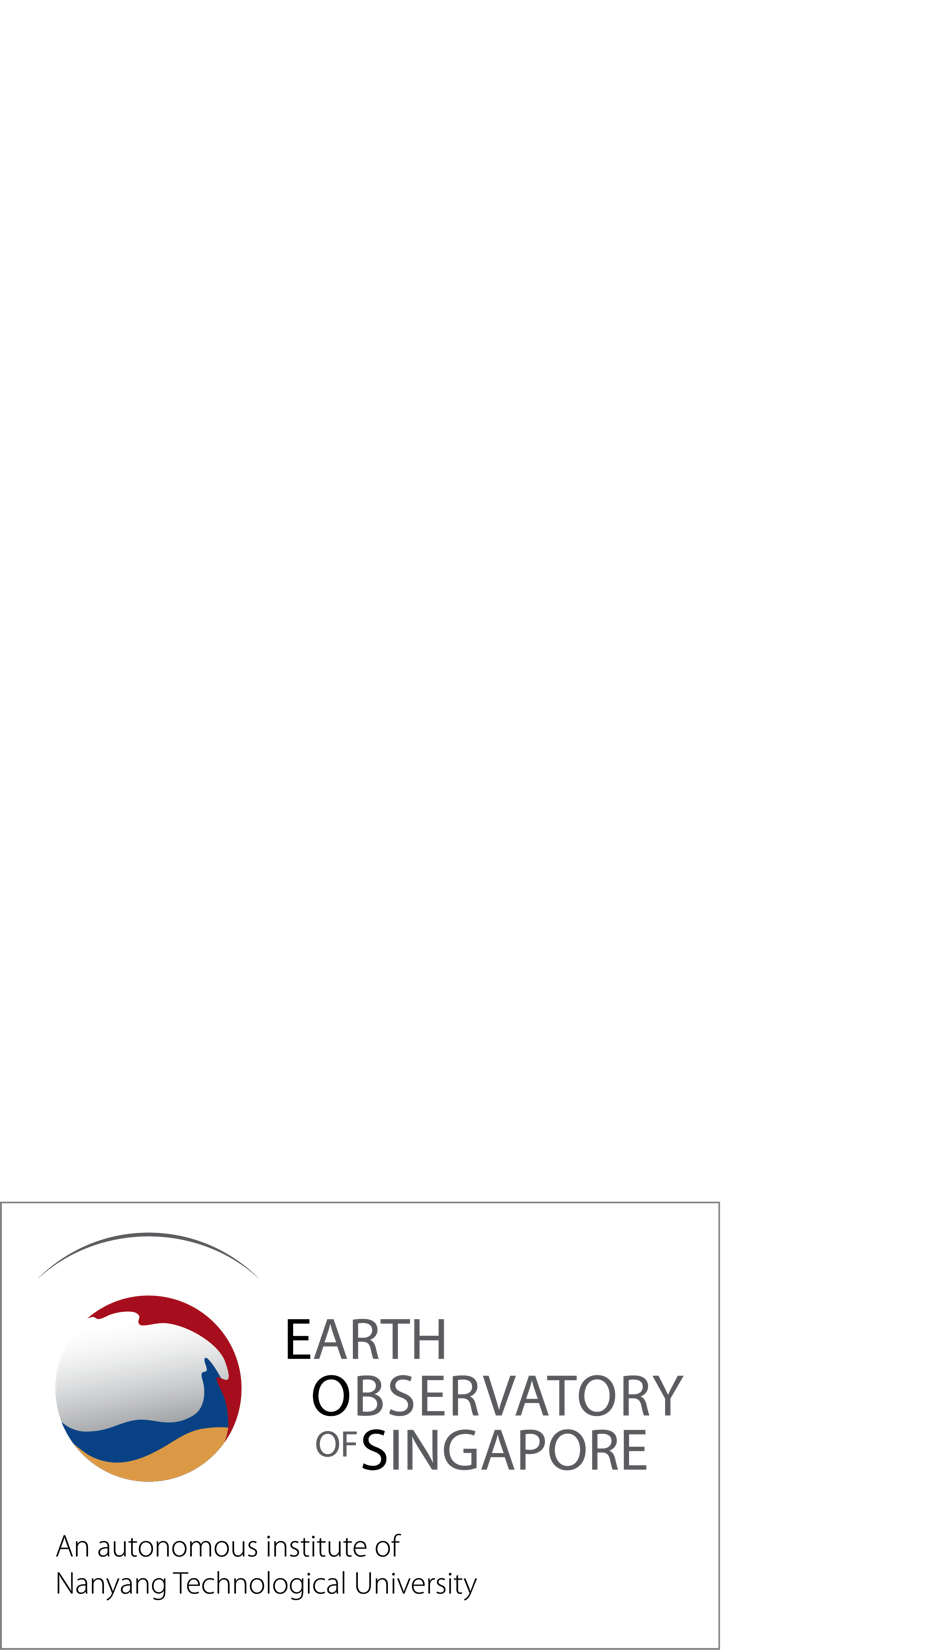 EARTH
OBSERVATORY
OF SINGAPORE
An autonomous institute of
Nanyang Technological University